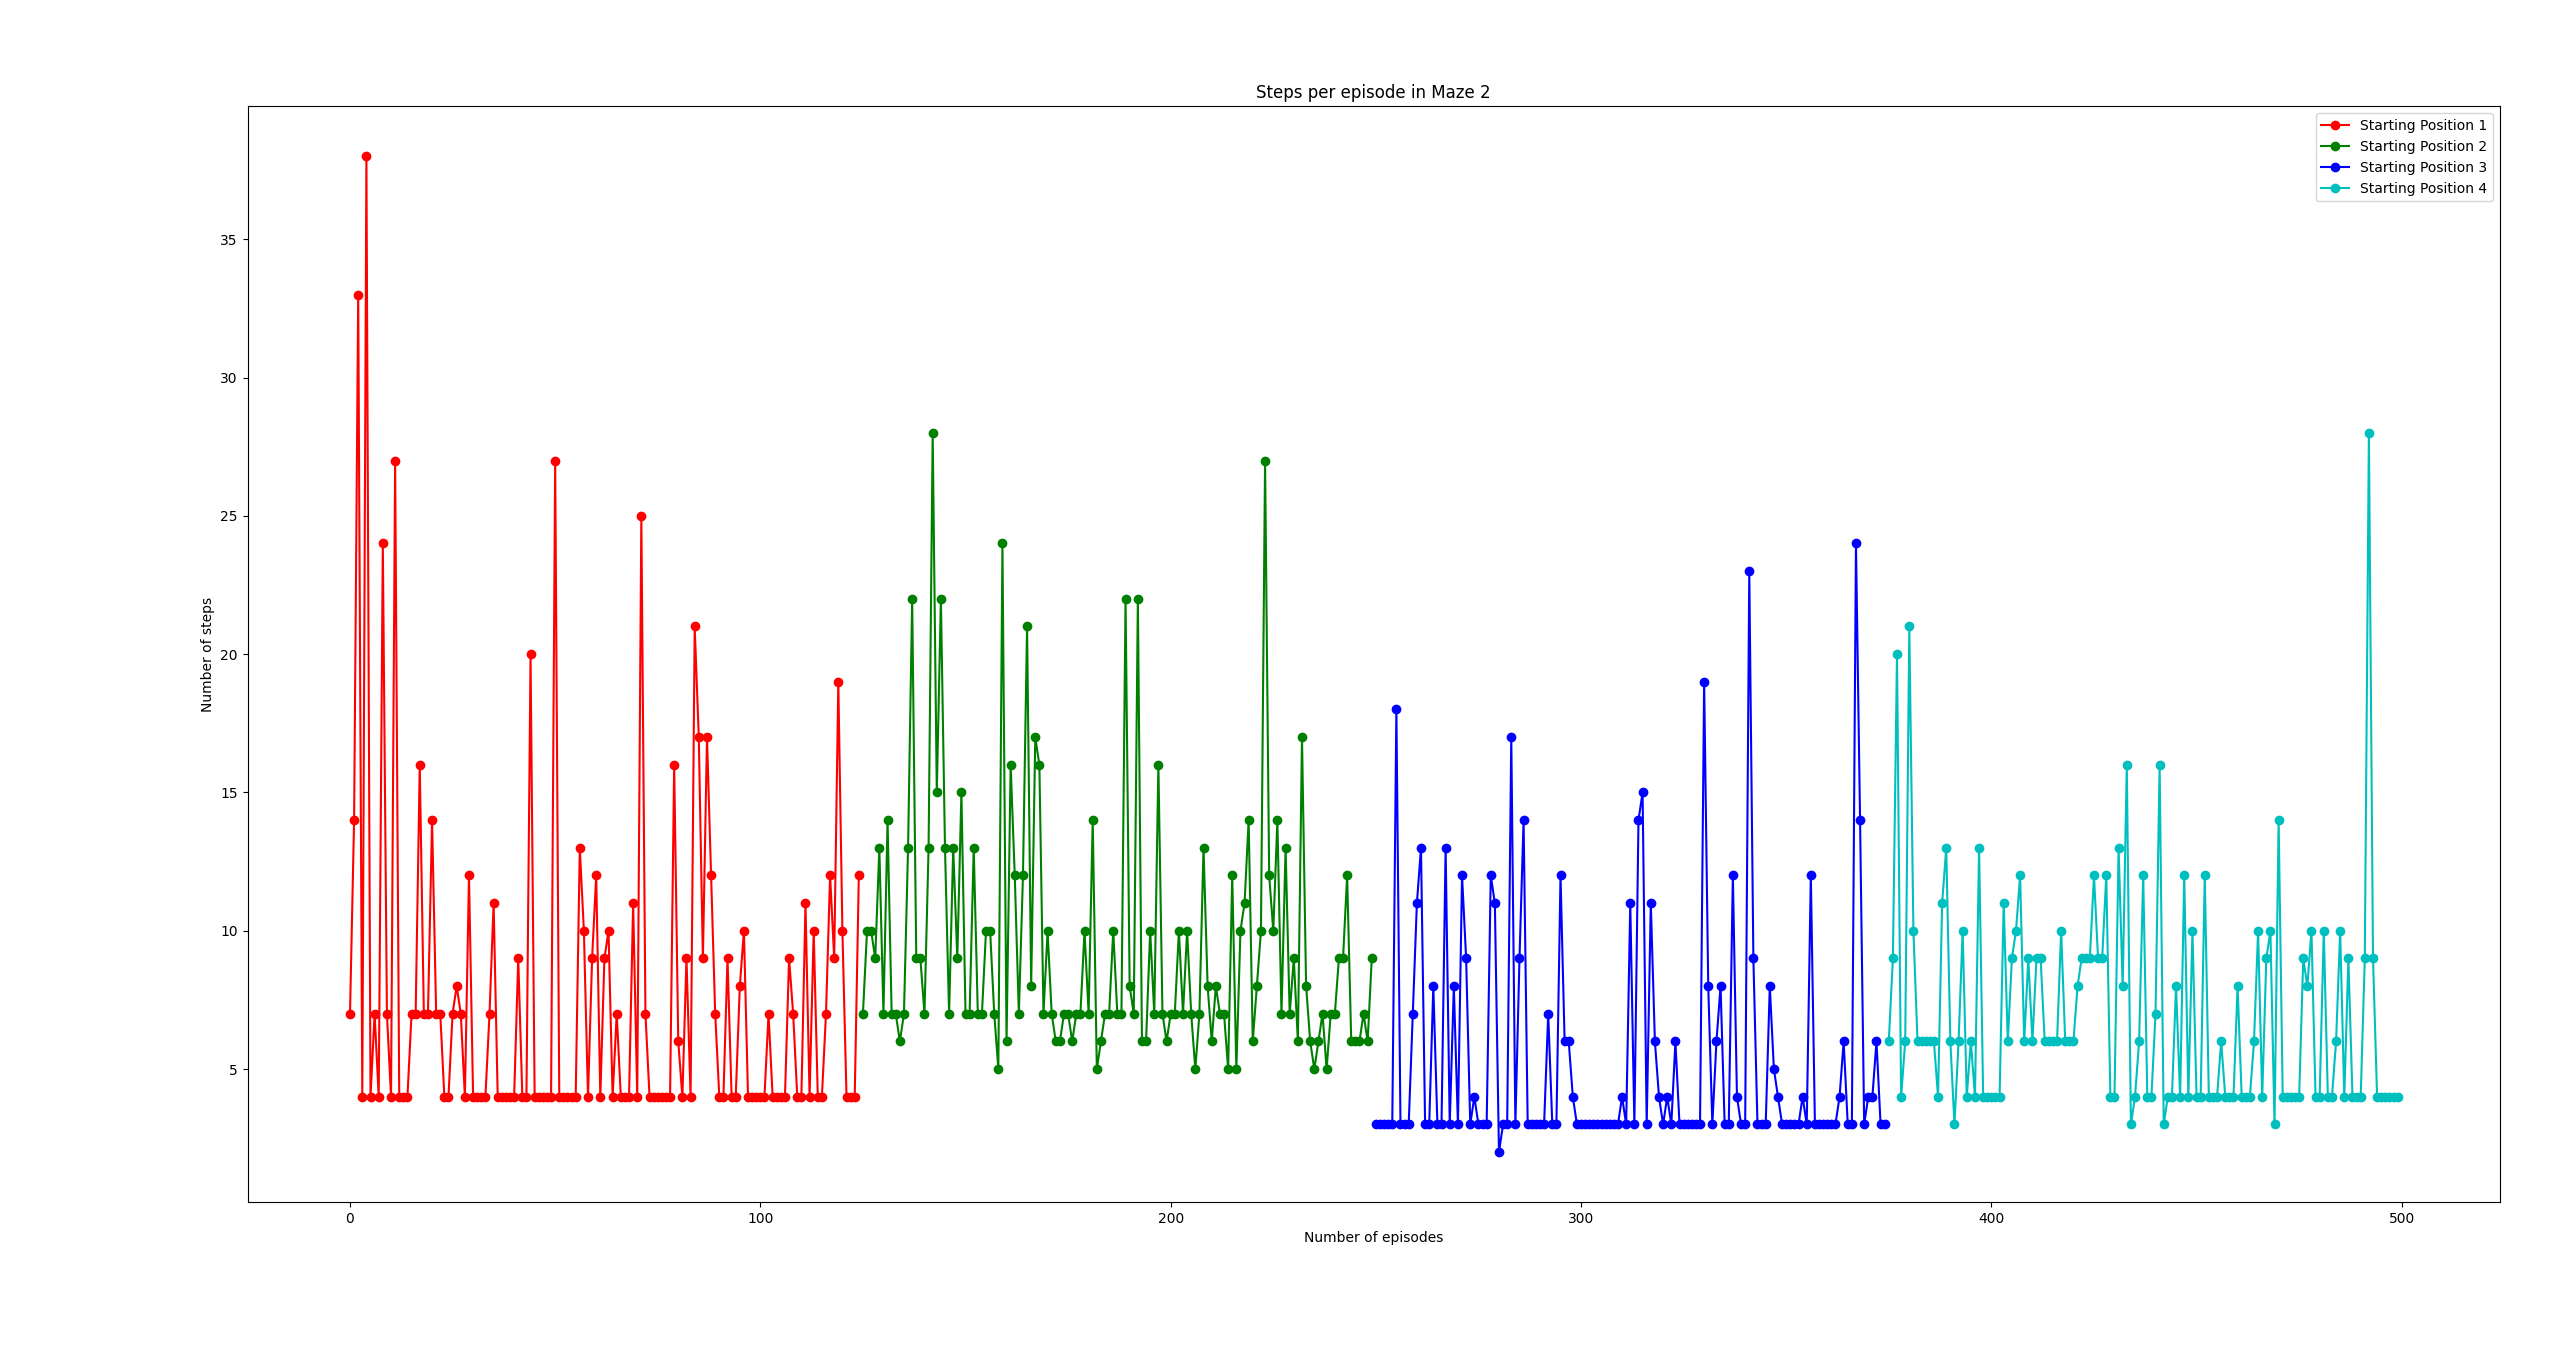 Steps per episode in Maze 2
Starting Position 1
Starting Position 2
Starting Position 3
Starting Position 4
35
30
25
20
15
10
5
Number of steps
0 100 200 300 400 500
Number of episodes